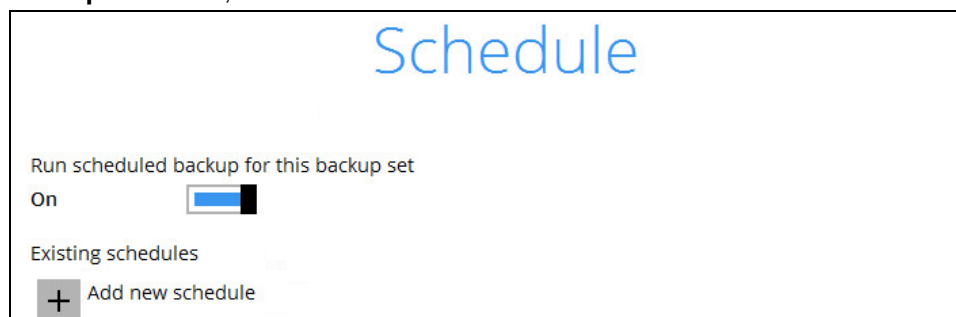 Schedule
Run scheduled backup for this backup set
On
Existing schedules
+ Add new schedule